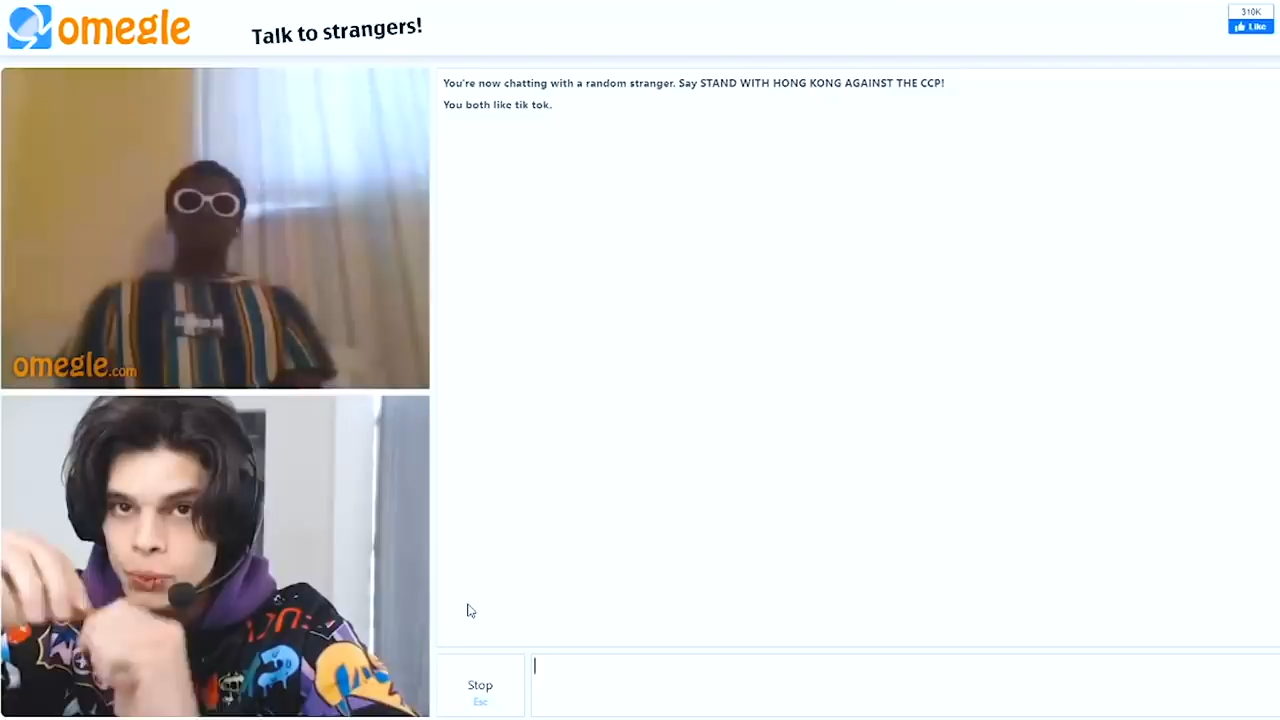 omegle
Talk to strangers!
310K
Like
You're now chatting with a random stranger. Say STAND WITH HONG KONG AGAINST THE CCP!
You both like tik tok.
omegle.com
Stop
Esc